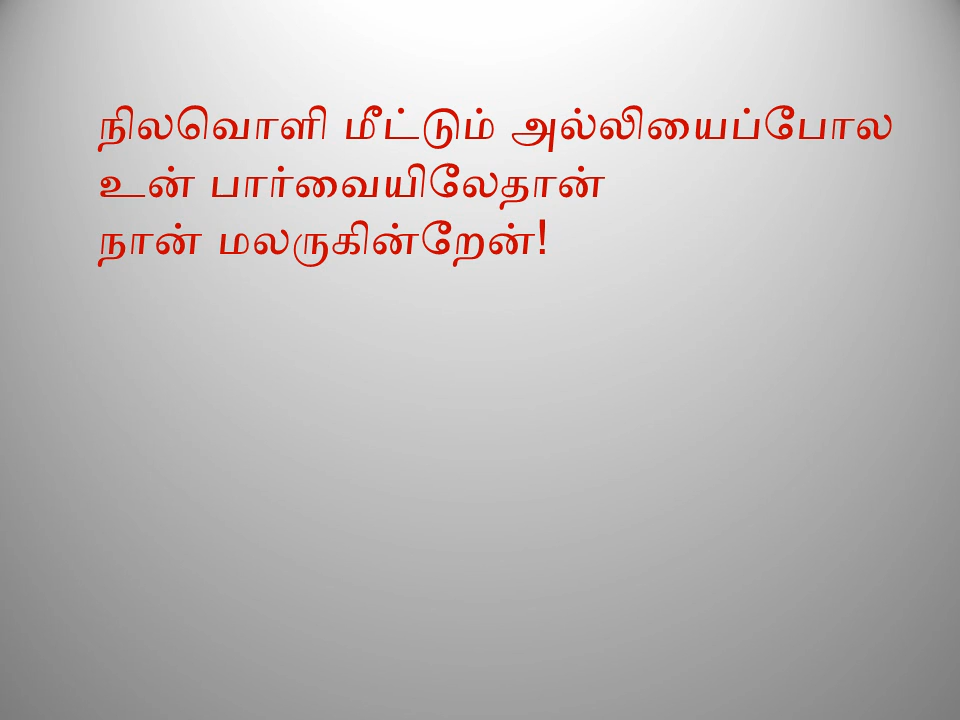 நிலவொளி மீட்டும் அல்லியைப்போல
உன் பார்வையிலேதான்
நான் மலருகின்றேன்!